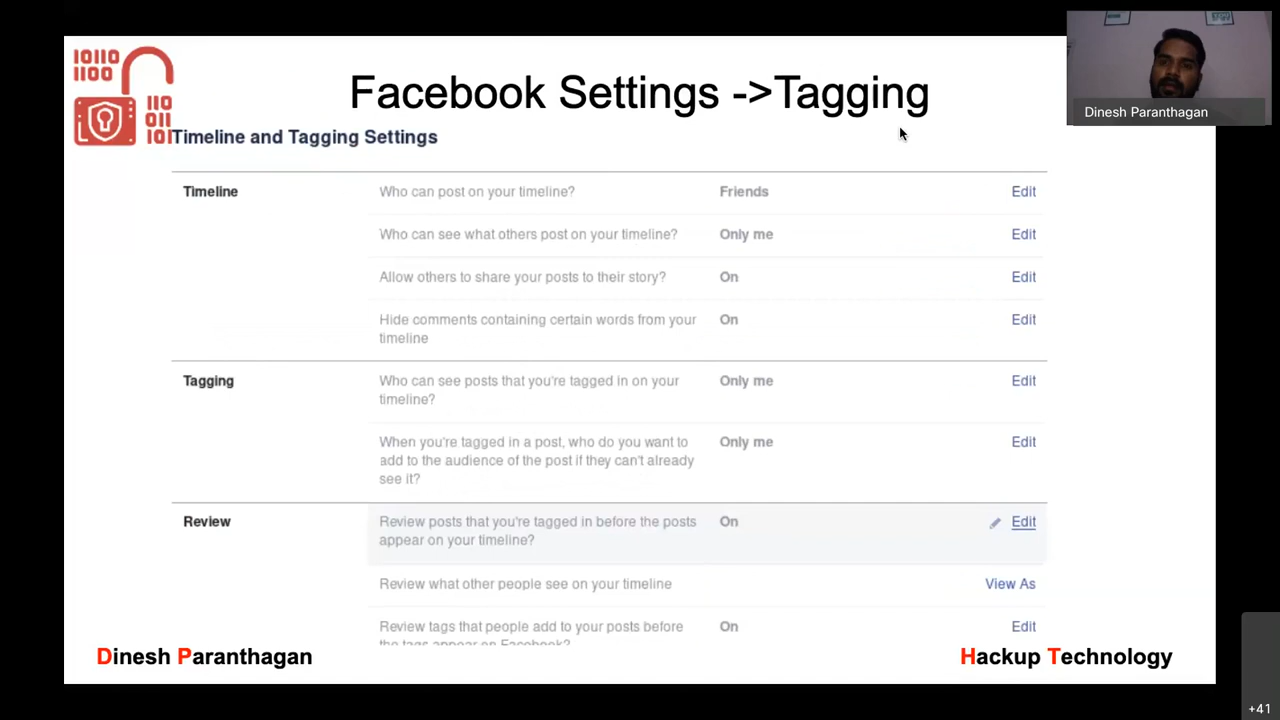 10110
1100
110
011
101
Facebook Settings ->Tagging
Dinesh Paranthagan
Timeline and Tagging Settings
Timeline
Who can post on your timeline?
Friends
Edit
Who can see what others post on your timeline?
Only me
Edit
Allow others to share your posts to their story?
On
Edit
Hide comments containing certain words from your
timeline
On
Edit
Tagging
Who can see posts that you're tagged in on your
timeline?
Only me
Edit
When you're tagged in a post, who do you want to
add to the audience of the post if they can't already
see it?
Only me
Edit
Review
Review posts that you're tagged in before the posts
appear on your timeline?
On
Edit
Review what other people see on your timeline
View As
Review tags that people add to your posts before
the tags appear on Facebook?
On
Edit
Dinesh Paranthagan
Hackup Technology
+41